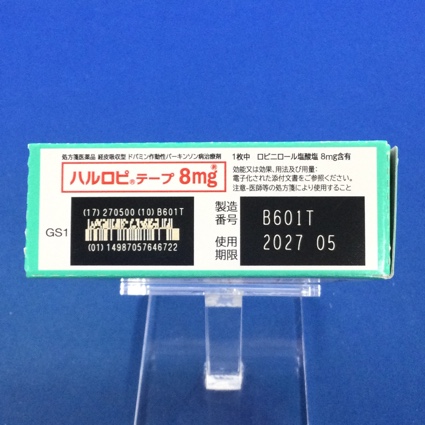 処方箋医薬品 経皮吸収型 ドパミン作動性パーキンソン病治療剤
ハルロピ®テープ 8mg
1枚中 ロピニロール塩酸塩 8mg含有
効能又は効果、用法及び用量:
電子化された添付文書をご参照ください。
注意-医師等の処方箋により使用すること
GS1
(17) 270500 (10) B601T
(01) 14987057646722
製造番号 B601T
使用期限 2027 05